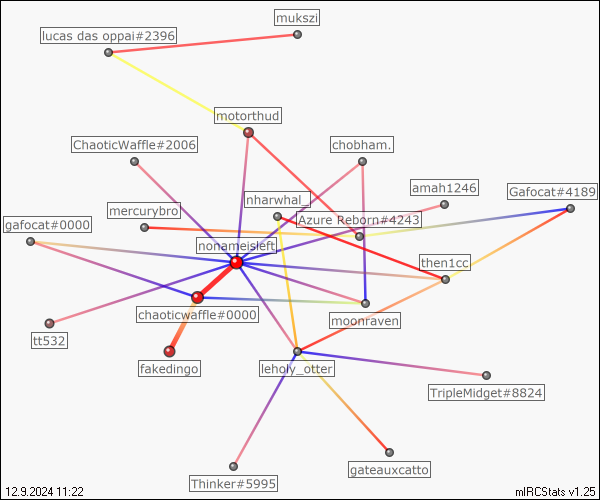 mukszi
lucas das oppai#2396
motorthud
ChaoticWaffle#2006
chobham.
amah1246
Gafocat#4189
nharwhal_
mercurybro
Azure Reborn#4243
gafocat#0000
nonameisleft
then1cc
chaoticwaffle#0000
moonraven
tt532
fakedingo
leholy_otter
TripleMidget#8824
gateauxcatto
Thinker#5995
12.9.2024 11:22
mIRCStats v1.25